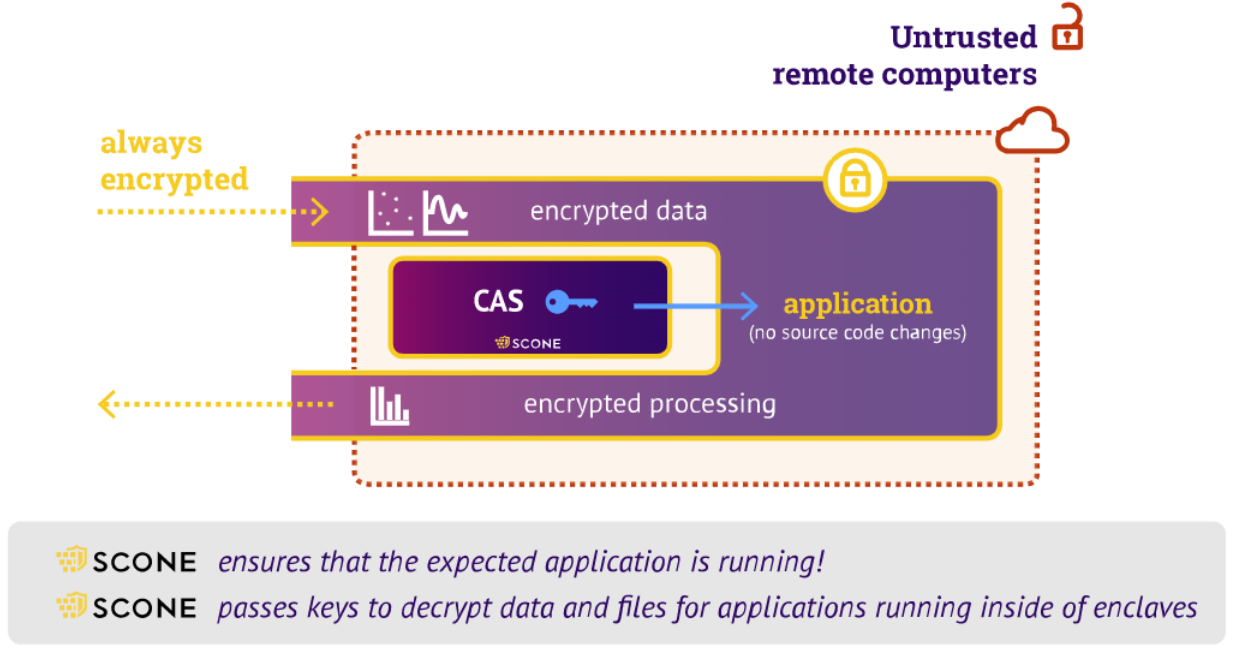 Untrusted
remote computers
always
encrypted
encrypted data
CAS
SCONE
application
(no source code changes)
encrypted processing
SCONE ensures that the expected application is running!
SCONE passes keys to decrypt data and files for applications running inside of enclaves